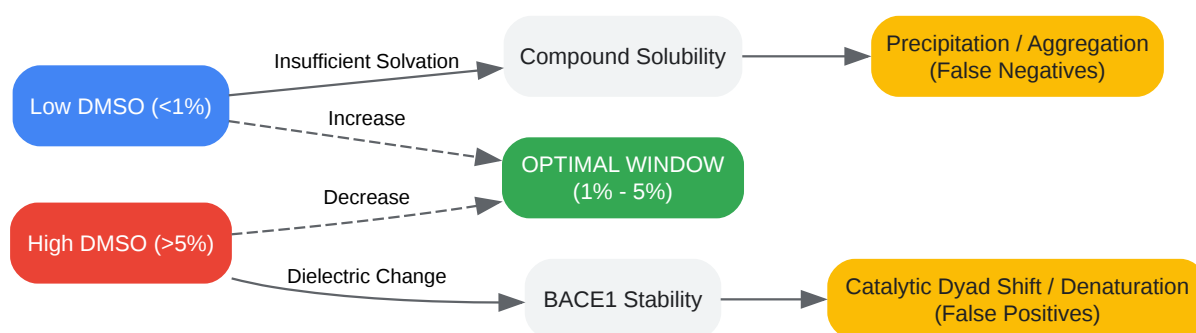 Low DMSO (<1%)
Insufficient Solvation
Compound Solubility
Precipitation / Aggregation
(False Negatives)
Increase
OPTIMAL WINDOW
(1% - 5%)
Decrease
High DMSO (>5%)
Dielectric Change
BACE1 Stability
Catalytic Dyad Shift / Denaturation
(False Positives)